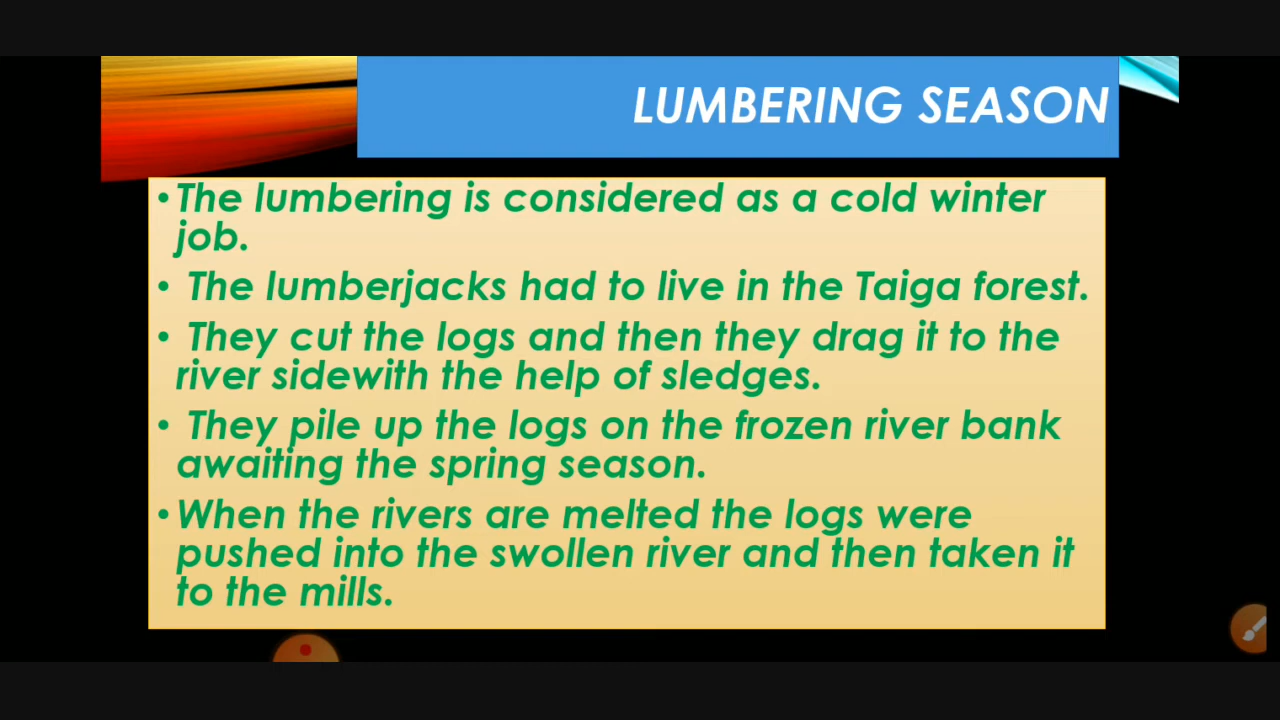 LUMBERING SEASON
•The lumbering is considered as a cold winter
job.
• The lumberjacks had to live in the Taiga forest.
• They cut the logs and then they drag it to the
river sidewith the help of sledges.
• They pile up the logs on the frozen river bank
awaiting the spring season.
•When the rivers are melted the logs were
pushed into the swollen river and then taken it
to the mills.